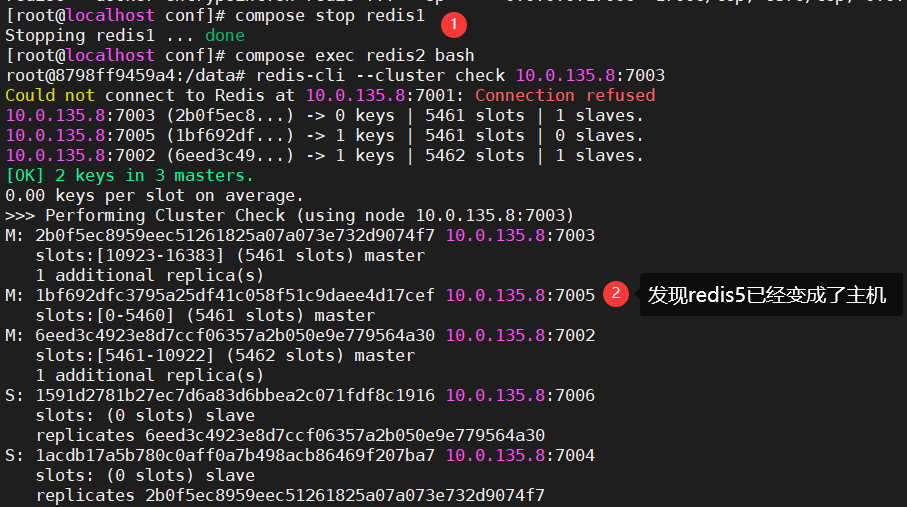 [root@localhost conf]# compose stop redis1
1
Stopping redis1 ... done
[root@localhost conf]# compose exec redis2 bash
root@8798ff9459a4:/data# redis-cli --cluster check 10.0.135.8:7003
Could not connect to Redis at 10.0.135.8:7001: Connection refused
10.0.135.8:7003 (2b0f5ec8...) -> 0 keys | 5461 slots | 1 slaves.
10.0.135.8:7005 (1bf692df...) -> 1 keys | 5461 slots | 0 slaves.
10.0.135.8:7002 (6eed3c49...) -> 1 keys | 5462 slots | 1 slaves.
[OK] 2 keys in 3 masters.
0.00 keys per slot on average.
>>> Performing Cluster Check (using node 10.0.135.8:7003)
M: 2b0f5ec8959eec51261825a07a073e732d9074f7 10.0.135.8:7003
slots:[10923-16383] (5461 slots) master
1 additional replica(s)
M: 1bf692dfc3795a25df41c058f51c9daee4d17cef 10.0.135.8:7005
2 发现redis5已经变成了主机
slots:[0-5460] (5461 slots) master
M: 6eed3c4923e8d7ccf06357a2b050e9e779564a30 10.0.135.8:7002
slots:[5461-10922] (5462 slots) master
1 additional replica(s)
S: 1591d2781b27ec7d6a83d6bbea2c071fdf8c1916 10.0.135.8:7006
slots: (0 slots) slave
replicates 6eed3c4923e8d7ccf06357a2b050e9e779564a30
S: 1acdb17a5b780c0aff0a7b498acb86469f207ba7 10.0.135.8:7004
slots: (0 slots) slave
replicates 2b0f5ec8959eec51261825a07a073e732d9074f7